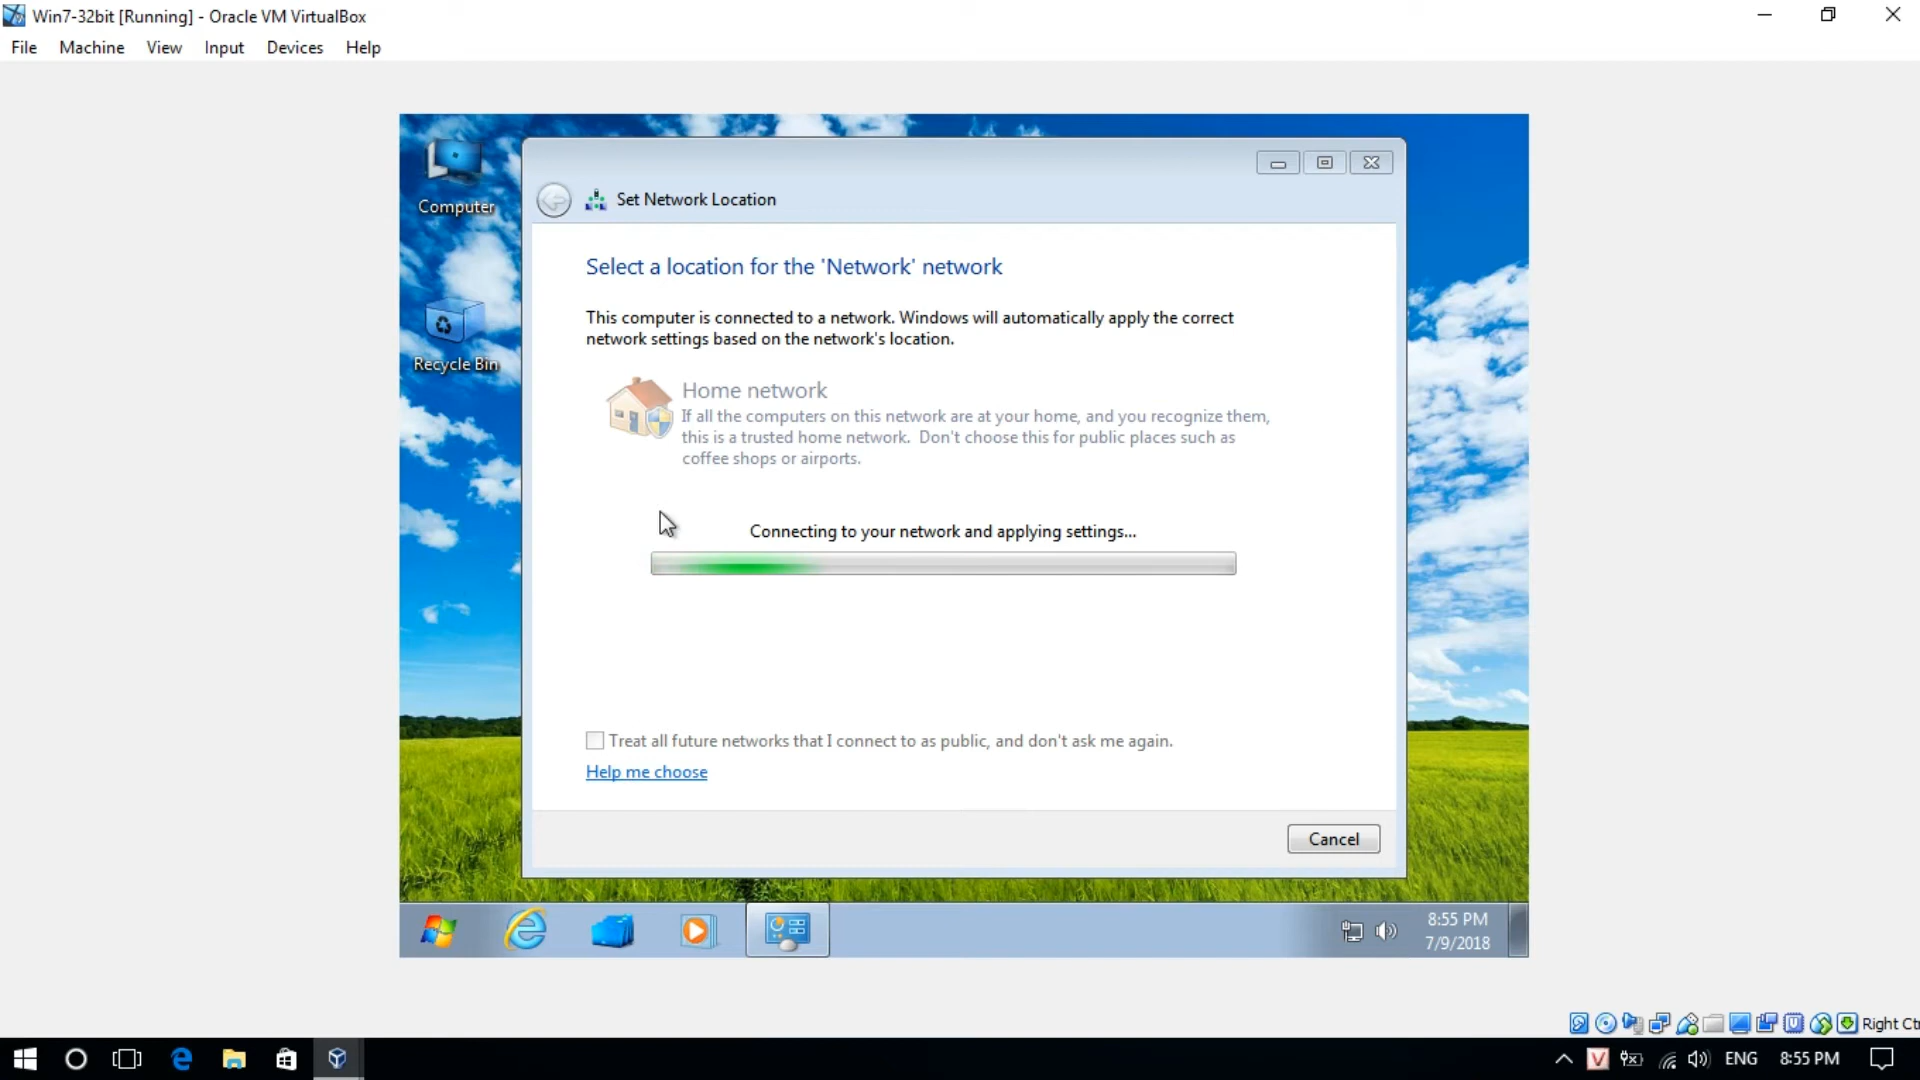 Win7-32bit [Running] - Oracle VM VirtualBox
File Machine View Input Devices Help
Computer
Recycle Bin
Set Network Location
Select a location for the 'Network' network
This computer is connected to a network. Windows will automatically apply the correct
network settings based on the network's location.
Home network
If all the computers on this network are at your home, and you recognize them,
this is a trusted home network. Don't choose this for public places such as
coffee shops or airports.
Connecting to your network and applying settings...
Treat all future networks that I connect to as public, and don't ask me again.
Help me choose
Cancel
8:55 PM
7/9/2018
Right Ct
V
ENG 8:55 PM